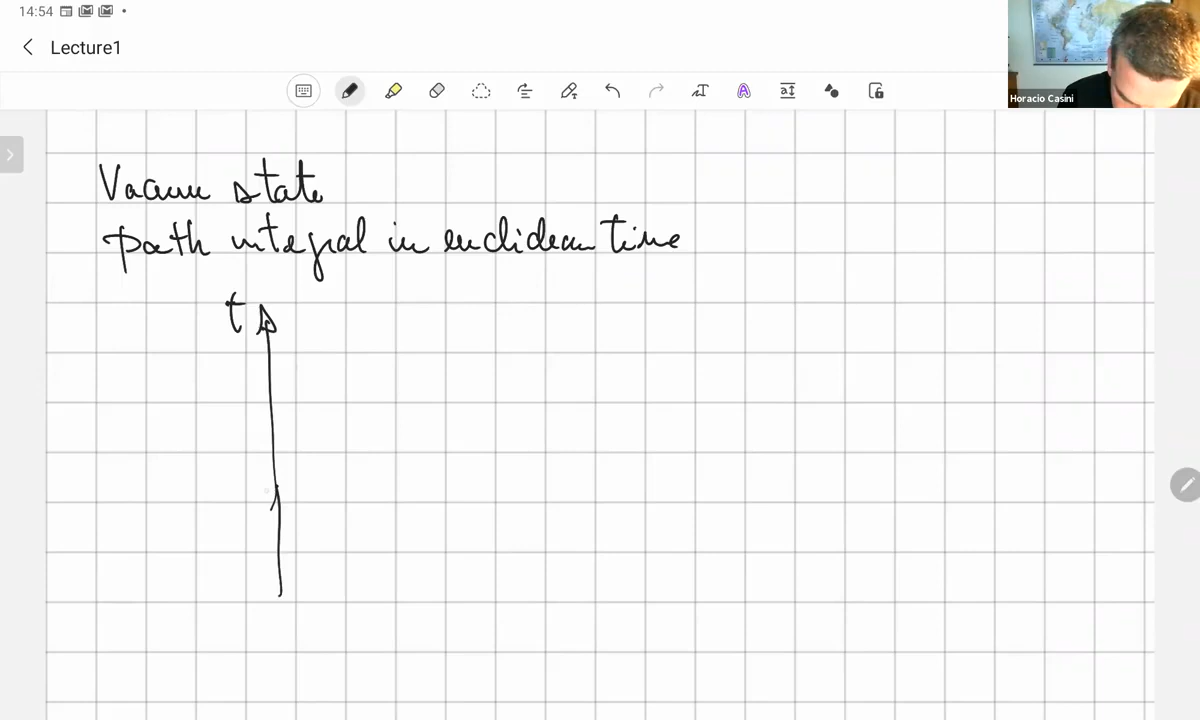 14:54
Lecture1
Horacio Casini
Vacuum state
path integral in euclidean time
t